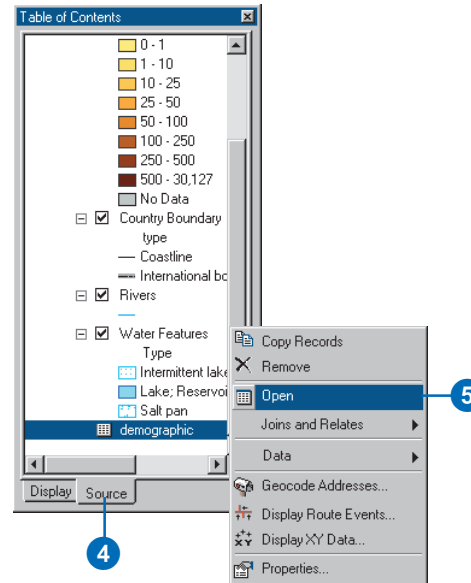 Table of Contents
0 - 1
1 - 10
10 - 25
25 - 50
50 - 100
100 - 250
250 - 500
500 - 30,127
No Data
Country Boundary
type
Coastline
International bo
Rivers
Water Features
Type
Intermittent lake
Lake; Reservoi
Salt pan
demographic
Display Source
4
Copy Records
Remove
Open
5
Joins and Relates
Data
Geocode Addresses...
Display Route Events...
Display XY Data...
Properties...